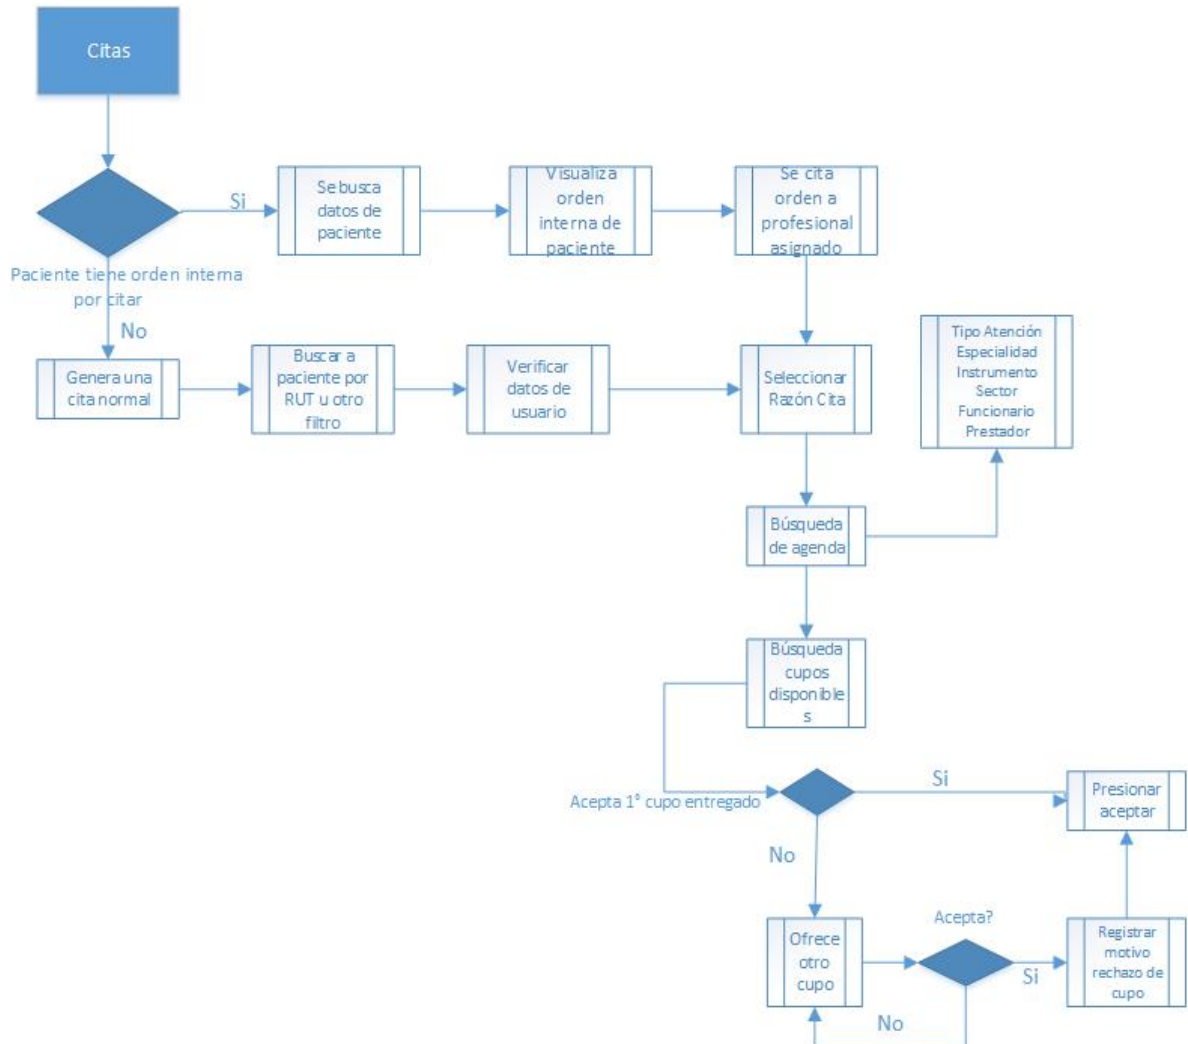 Citas
Si
Se busca
datos de
paciente
Visualiza
orden
interna de
paciente
Se cita
orden a
profesional
asignado
Paciente tiene orden interna
por citar
No
Genera una
cita normal
Buscar a
paciente por
RUT u otro
filtro
Verificar
datos de
usuario
Seleccionar
Razón Cita
Tipo Atención
Especialidad
Instrumento
Sector
Funcionario
Prestador
Búsqueda
de agenda
Búsqueda
cupos
disponible
s
Acepta 1° cupo entregado
Si
Presionar
aceptar
No
Ofrece
otro
cupo
Acepta?
Si
Registrar
motivo
rechazo de
cupo
No